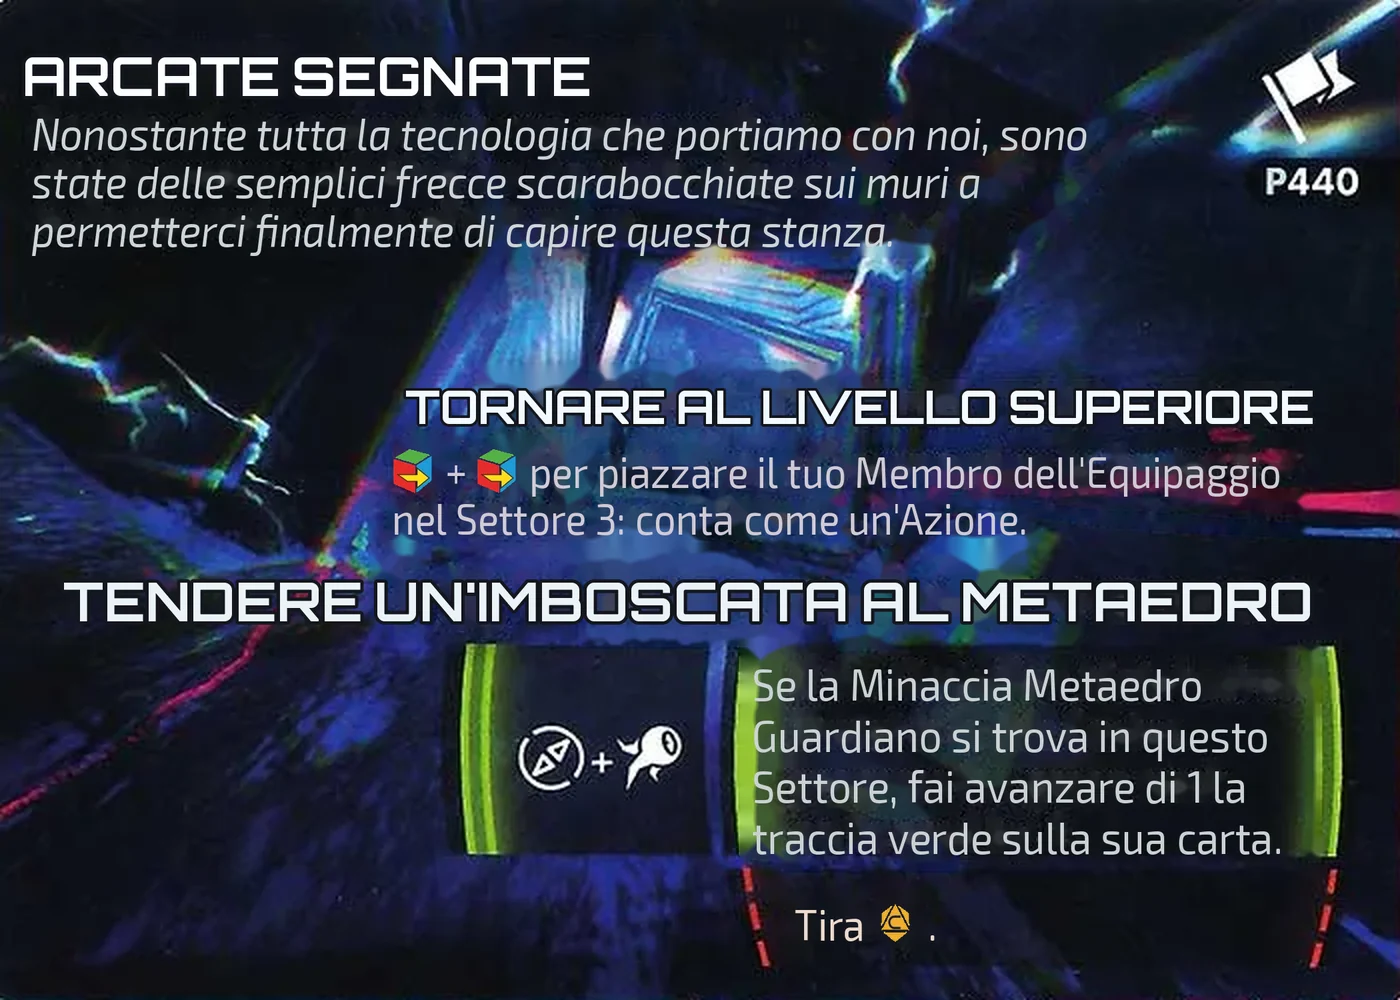 ARCATE SEGNATE
Nonostante tutta la tecnologia che portiamo con noi, sono
state delle semplici frecce scarabocchiate sui muri a
permetterci finalmente di capire questa stanza.
P440
TORNARE AL LIVELLO SUPERIORE
+ per piazzare il tuo Membro dell'Equipaggio
nel Settore 3: conta come un'Azione.
TENDERE UN'IMBOSCATA AL METAEDRO
+
Se la Minaccia Metaedro
Guardiano si trova in questo
Settore, fai avanzare di 1 la
traccia verde sulla sua carta.
Tira C .